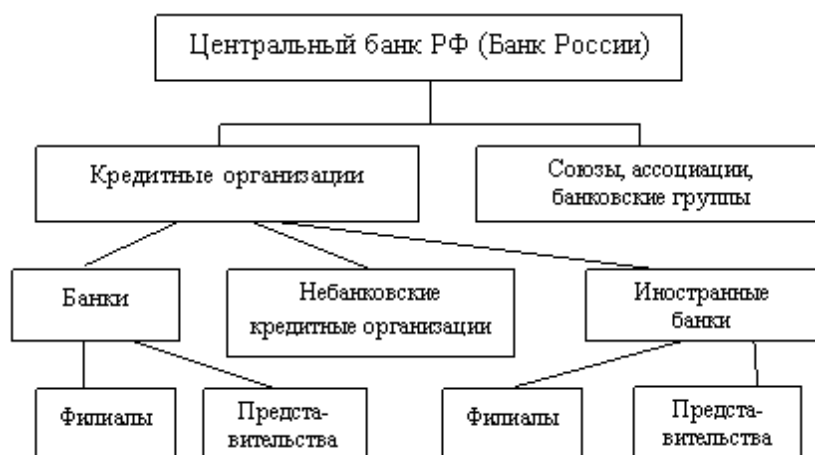 Центральный банк РФ (Банк России)
Кредитные организации
Союзы, ассоциации,
банковские группы
Банки
Небанковские
кредитные организации
Иностранные
банки
Филиалы
Предста-
вительства
Филиалы
Предста-
вительства